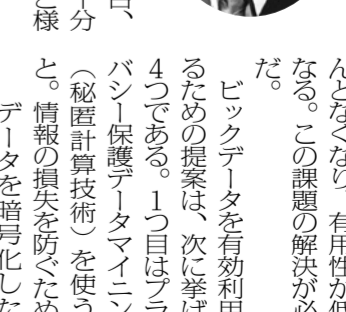 んどなくなり、有用性が低
なる。この課題の解決が必
だ。
ビックデータを有効利用
るための提案は、次に挙げ
4つである。1つ目はプラ
バシー保護データマイニン
（秘匿計算技術）を使う
と。情報の損失を防ぐため
データを暗号化した
分
様